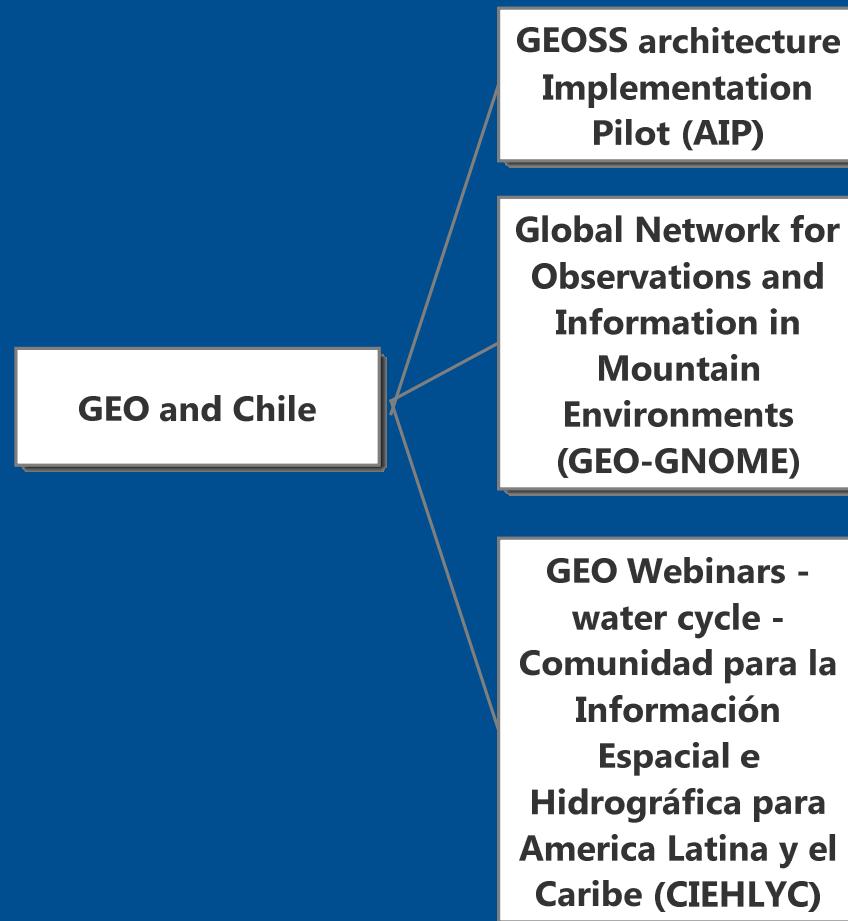 GEO and Chile
GEOSS architecture
Implementation
Pilot (AIP)
Global Network for
Observations and
Information in
Mountain
Environments
(GEO-GNOME)
GEO Webinars -
water cycle -
Comunidad para la
Información
Espacial e
Hidrográfica para
America Latina y el
Caribe (CIEHLYC)